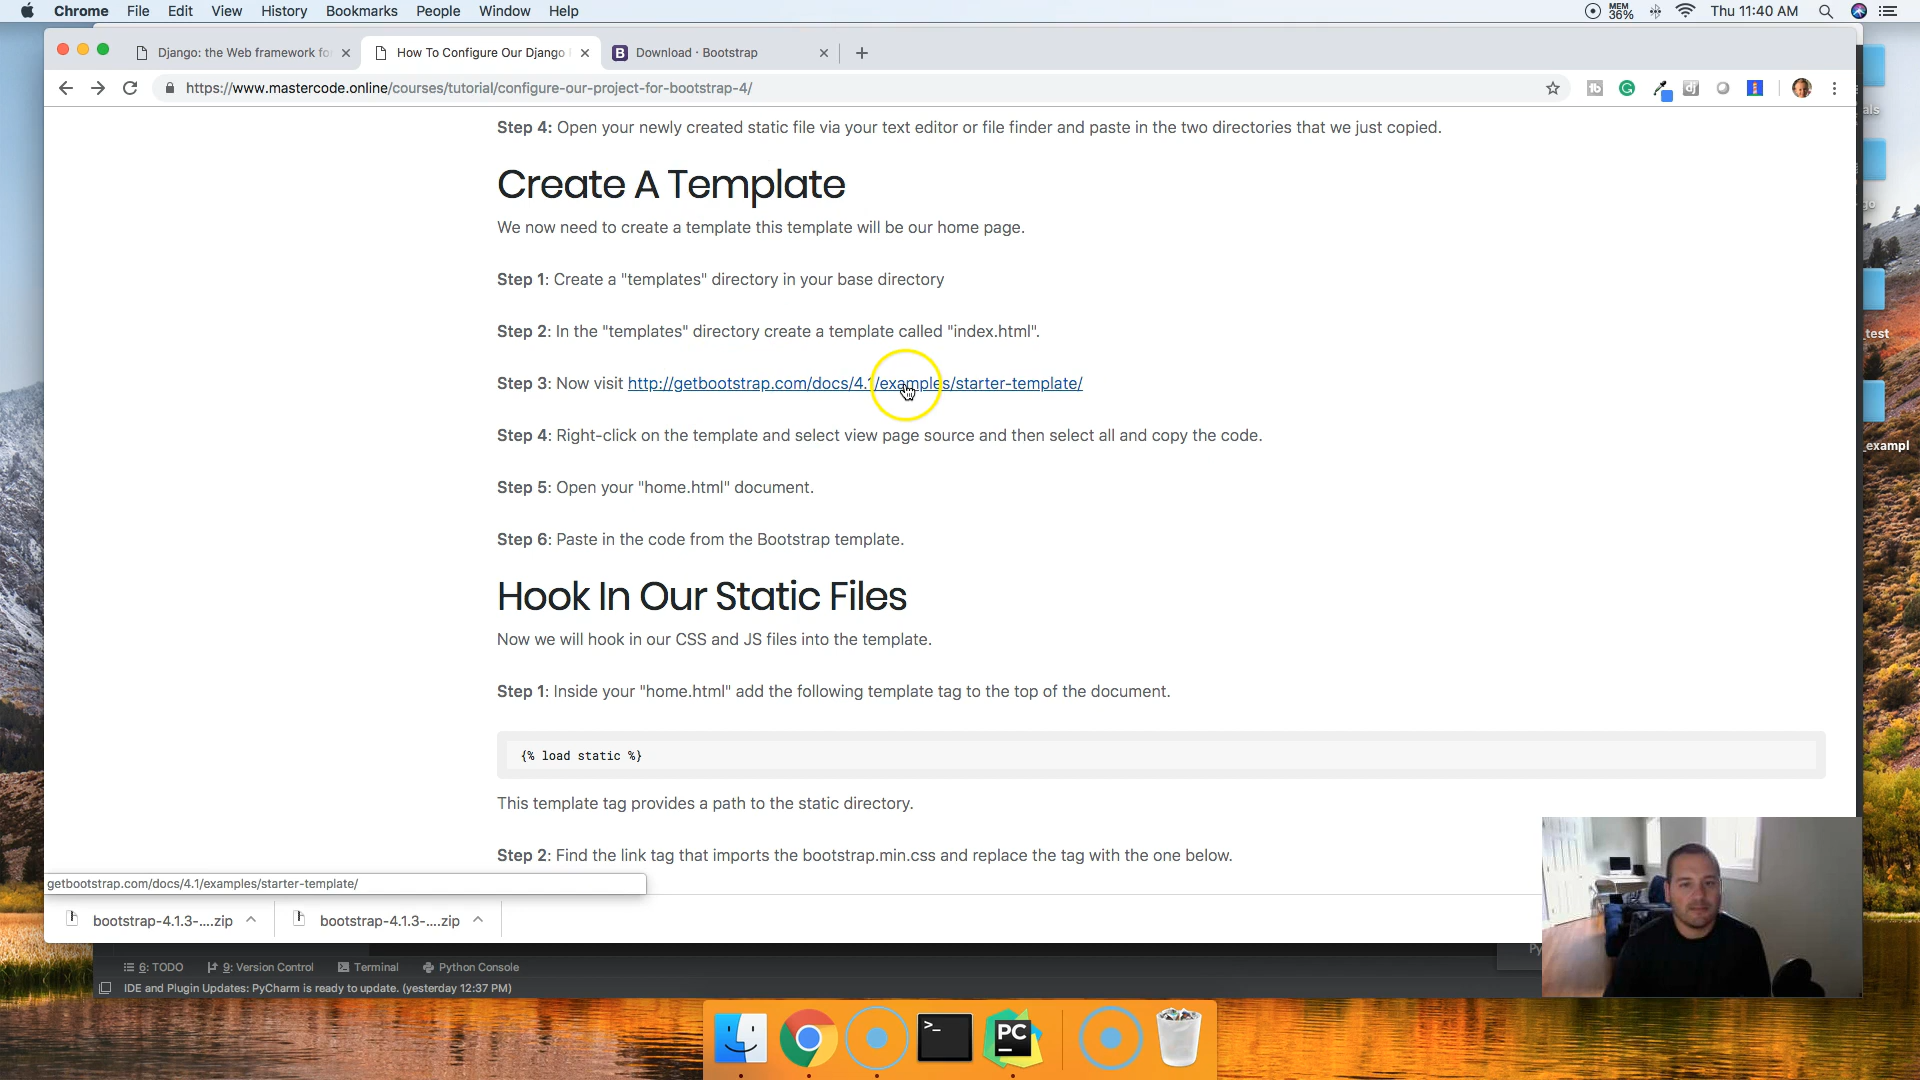 Chrome File Edit View History Bookmarks People Window Help
MEM
36%
Thu 11:40 AM
Django: the Web framework fo
How To Configure Our Django
B Download · Bootstrap
https://www.mastercode.online/courses/tutorial/configure-our-project-for-bootstrap-4/
Step 4: Open your newly created static file via your text editor or file finder and paste in the two directories that we just copied.
Create A Template
We now need to create a template this template will be our home page.
Step 1: Create a "templates" directory in your base directory
Step 2: In the "templates" directory create a template called "index.html".
Step 3: Now visit http://getbootstrap.com/docs/4.1/examples/starter-template/
Step 4: Right-click on the template and select view page source and then select all and copy the code.
Step 5: Open your "home.html" document.
Step 6: Paste in the code from the Bootstrap template.
Hook In Our Static Files
Now we will hook in our CSS and JS files into the template.
Step 1: Inside your "home.html" add the following template tag to the top of the document.
{% load static %}
This template tag provides a path to the static directory.
Step 2: Find the link tag that imports the bootstrap.min.css and replace the tag with the one below.
getbootstrap.com/docs/4.1/examples/starter-template/
bootstrap-4.1.3-....zip
bootstrap-4.1.3-....zip
als
go
test
exampl
6: TODO 9: Version Control Terminal Python Console
Py
IDE and Plugin Updates: PyCharm is ready to update. (yesterday 12:37 PM)
PC